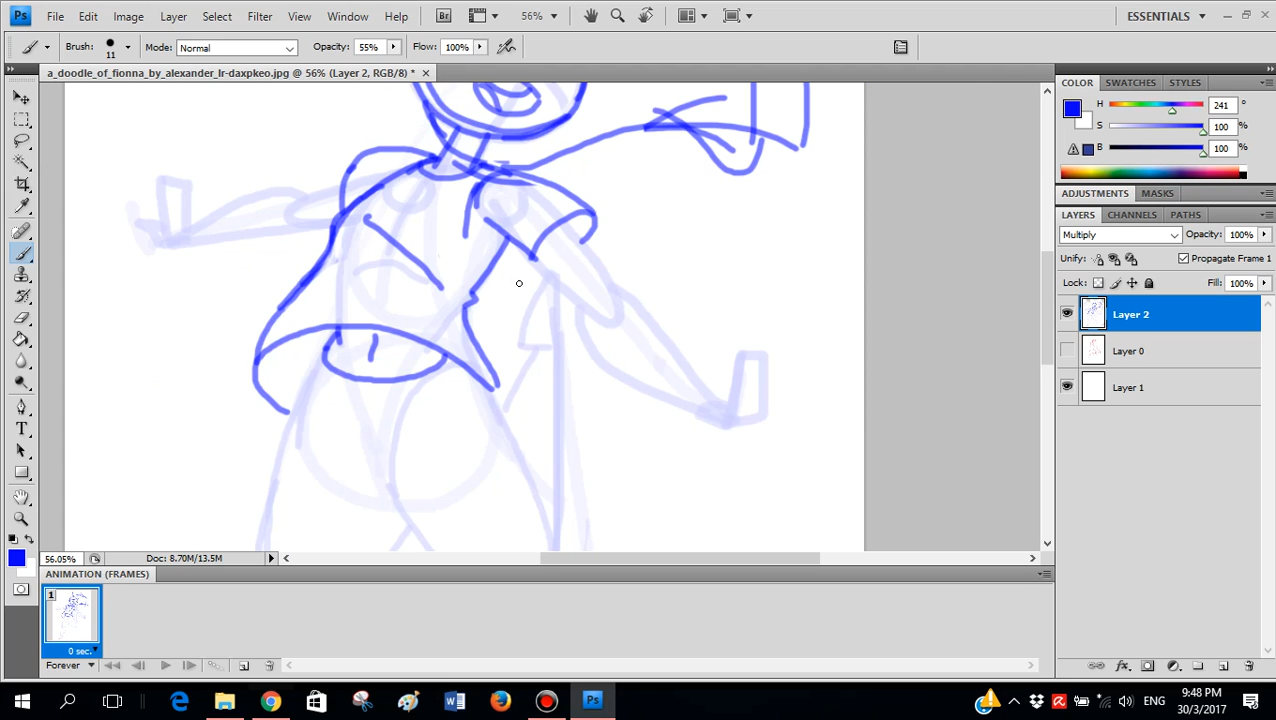 Ps File Edit Image Layer Select Filter View Window Help Br 56% ESSENTIALS
Brush: 11 Mode: Normal Opacity: 55% Flow: 100%
a_doodle_of_fionna_by_alexander_lr-daxpkeo.jpg @ 56% (Layer 2, RGB/8) *
COLOR SWATCHES STYLES
H 241 °
S 100 %
B 100 %
ADJUSTMENTS MASKS
LAYERS CHANNELS PATHS
Multiply Opacity: 100%
Unify: Propagate Frame 1
Lock: Fill: 100%
Layer 2
Layer 0
Layer 1
56.05% Doc: 8.70M/13.5M
ANIMATION (FRAMES)
1
0 sec.
Forever
ENG
9:48 PM
30/3/2017